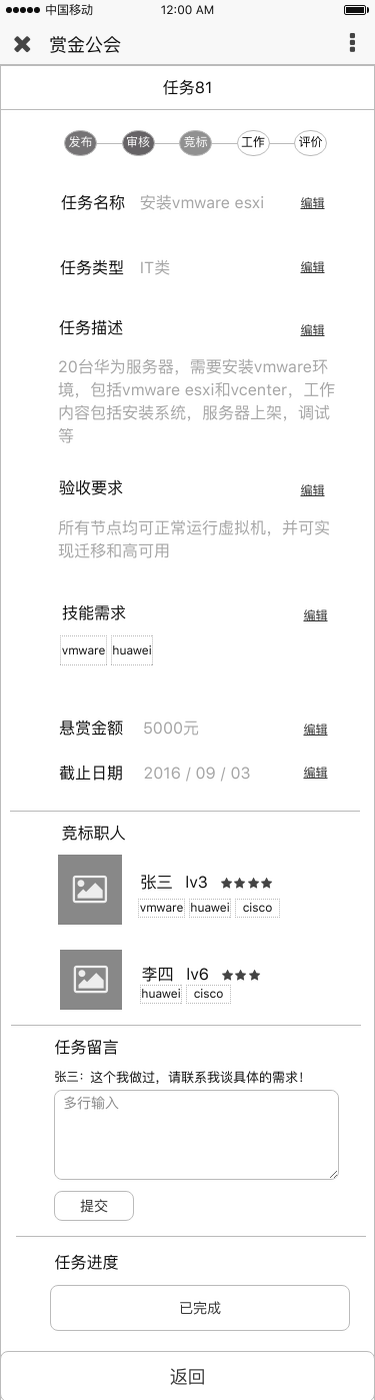 中国移动 12:00 AM
赏金公会
任务81
发布 审核 竞标 工作 评价
任务名称 安装vmware esxi 编辑
任务类型 IT类 编辑
任务描述 编辑
20台华为服务器，需要安装vmware环
境，包括vmware esxi和vcenter，工作
内容包括安装系统，服务器上架，调试
等
验收要求 编辑
所有节点均可正常运行虚拟机，并可实
现迁移和高可用
技能需求 编辑
vmware huawei
悬赏金额 5000元 编辑
截止日期 2016 / 09 / 03 编辑
竞标职人
张三 lv3 ★★★★
vmware huawei cisco
李四 lv6 ★★★
huawei cisco
任务留言
张三：这个我做过，请联系我谈具体的需求！
多行输入
提交
任务进度
已完成
返回